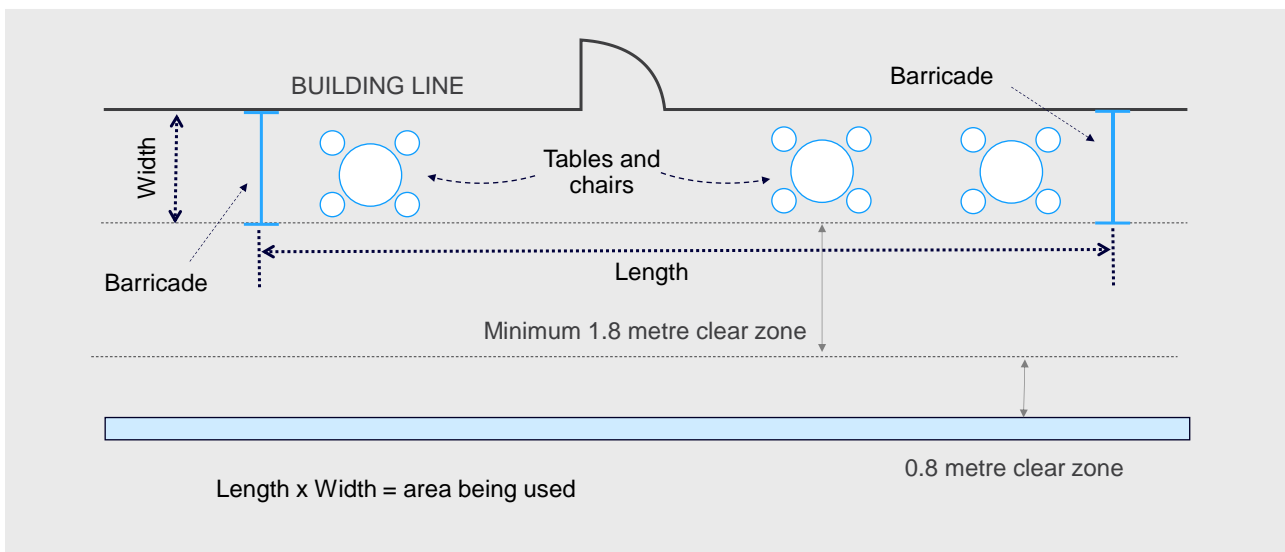 BUILDING LINE
Barricade
Width
Tables and
chairs
Barricade
Length
Minimum 1.8 metre clear zone
0.8 metre clear zone
Length x Width = area being used